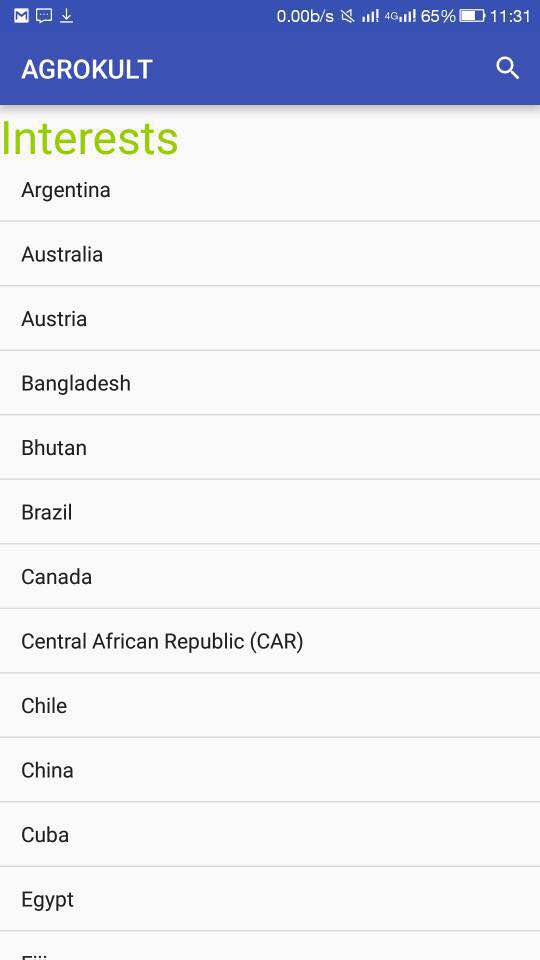 0.00b/s 4G 65% 11:31
AGROKULT
Interests
Argentina
Australia
Austria
Bangladesh
Bhutan
Brazil
Canada
Central African Republic (CAR)
Chile
China
Cuba
Egypt